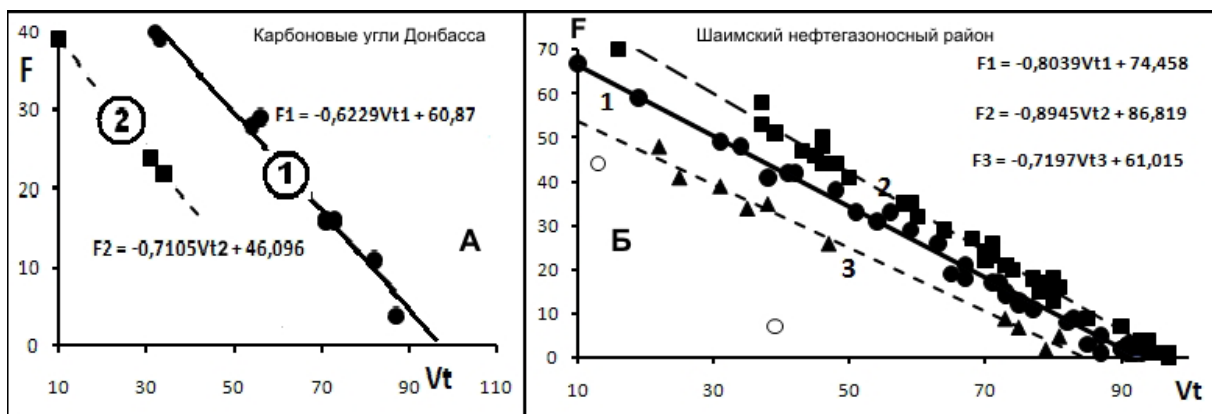 Карбоновые угли Донбасса
40
F
30
20
10
0
2
1
F1 = -0,6229Vt1 + 60,87
F2 = -0,7105Vt2 + 46,096
А
10 30 50 70 90 Vt 110
Шаимский нефтегазоносный район
F
70
60
50
40
30
20
10
0
F1 = -0,8039Vt1 + 74,458
F2 = -0,8945Vt2 + 86,819
F3 = -0,7197Vt3 + 61,015
1
2
3
Б
10 30 50 70 90 Vt